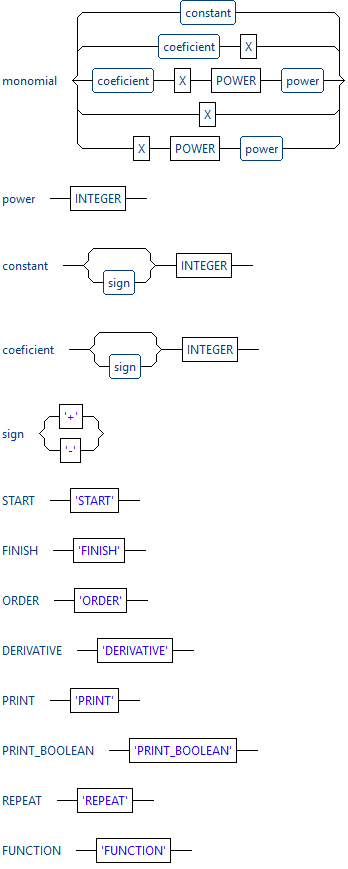 constant
coeficient X
monomial coeficient X POWER power
X
X POWER power
power INTEGER
constant INTEGER
sign
coeficient INTEGER
sign
'+'
sign
'-'
START 'START'
FINISH 'FINISH'
ORDER 'ORDER'
DERIVATIVE 'DERIVATIVE'
PRINT 'PRINT'
PRINT_BOOLEAN 'PRINT_BOOLEAN'
REPEAT 'REPEAT'
FUNCTION 'FUNCTION'